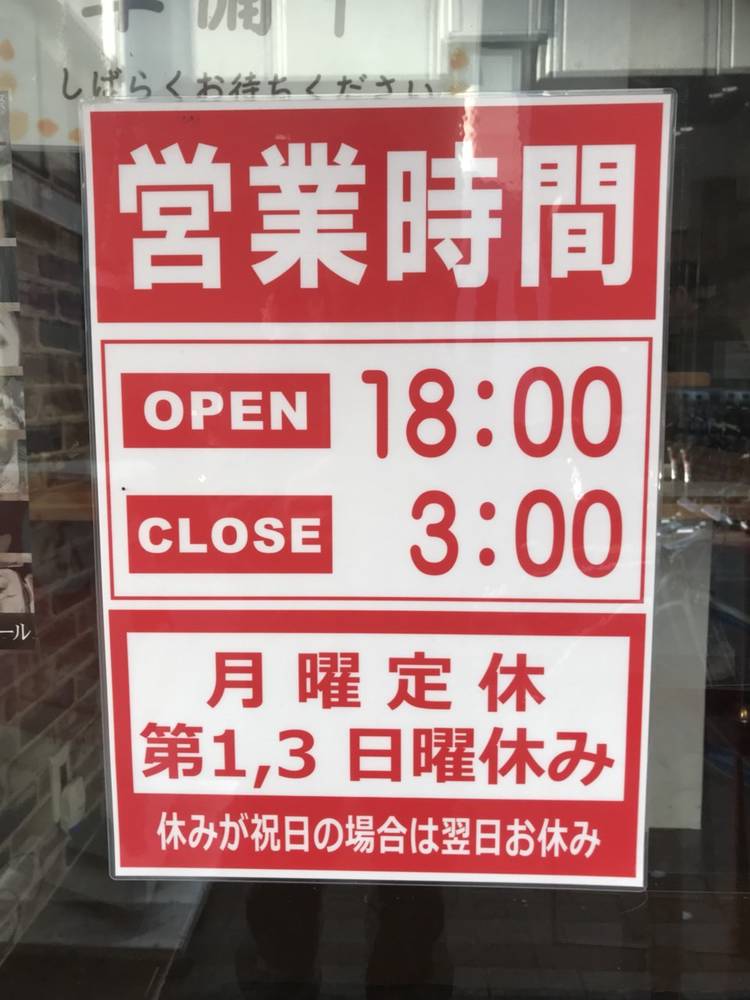 しばらくお待ちください
営業時間
OPEN 18:00
CLOSE 3:00
月曜定休
第1,3 日曜休み
休みが祝日の場合は翌日お休み
ール